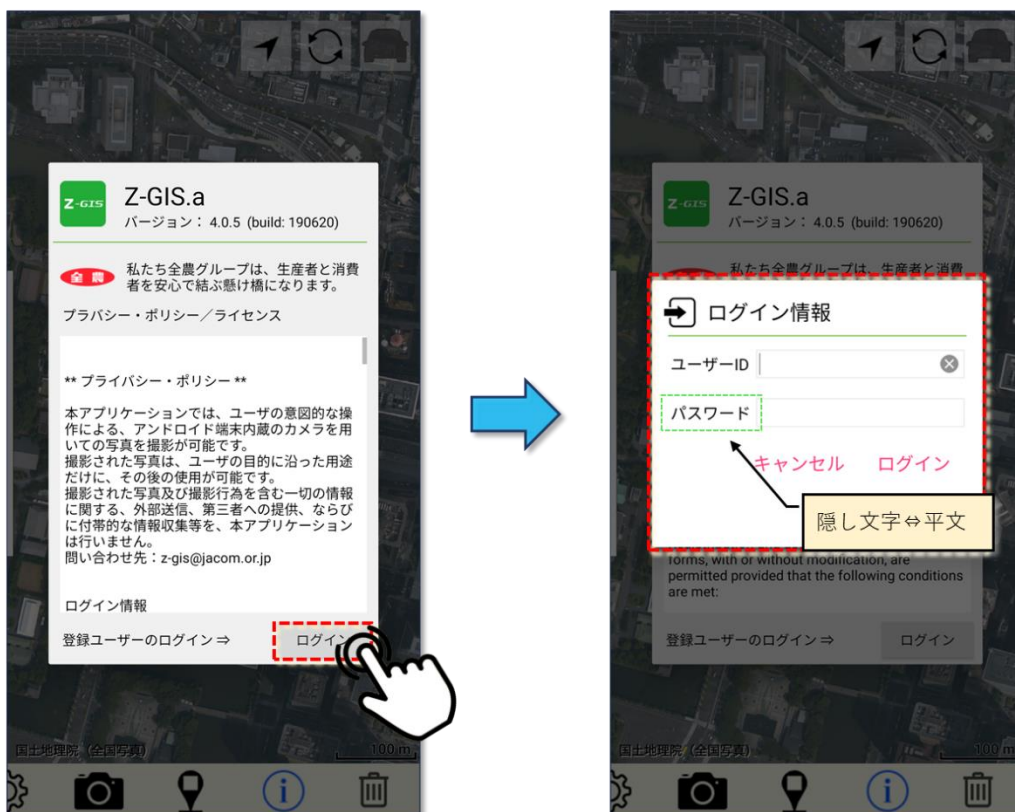 Z-GIS
Z-GIS.a
バージョン： 4.0.5 (build: 190620)
全農
私たち全農グループは、生産者と消費
者を安心で結ぶ懸け橋になります。
プラバシー・ポリシー／ライセンス
** プライバシー・ポリシー **
本アプリケーションでは、ユーザの意図的な操
作による、アンドロイド端末内蔵のカメラを用
いての写真を撮影が可能です。
撮影された写真は、ユーザの目的に沿った用途
だけに、その後の使用が可能です。
撮影された写真及び撮影行為を含む一切の情報
に関する、外部送信、第三者への提供、ならび
に付帯的な情報収集等を、本アプリケーション
は行いません。
問い合わせ先：z-gis@jacom.or.jp
ログイン情報
登録ユーザーのログイン ⇒
ログイン
国土地理院（全国写真）
100 m
Z-GIS
Z-GIS.a
バージョン： 4.0.5 (build: 190620)
私たち全農グループは、生産者と消費
ログイン情報
ユーザーID
パスワード
キャンセル
ログイン
隠し文字⇔平文
forms, with or without modification, are
permitted provided that the following conditions
are met:
登録ユーザーのログイン ⇒
ログイン
国土地理院（全国写真）
100 m